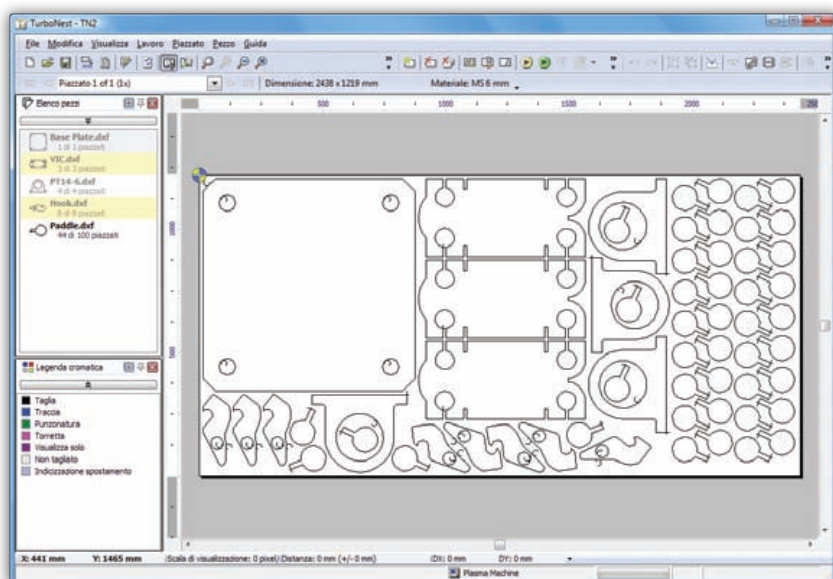 TurboNest - TN2
File Modifica Visualizza Lavoro Piazzato Pezzo Guida
Piazzato 1 of 1 (1x) Dimensione: 2438 x 1219 mm Materiale: MS 6 mm
Elenco pezzi
Base Plate.dxf
1 di 1 piazzati
VIC.dxf
3 di 3 piazzati
PT14-6.dxf
4 di 4 piazzati
Hook.dxf
8 di 8 piazzati
Paddle.dxf
44 di 100 piazzati
500 1000 1500 2000 250
1000
500
Legenda cromatica
Taglia
Traccia
Punzonatura
Torretta
Visualizza solo
Non tagliato
Indicizzazione spostamento
X: 441 mm Y: 1465 mm Scala di visualizzazione: 0 pixel/Distanza: 0 mm (+/- 0 mm) DX: 0 mm DY: 0 mm
Plasma Machine